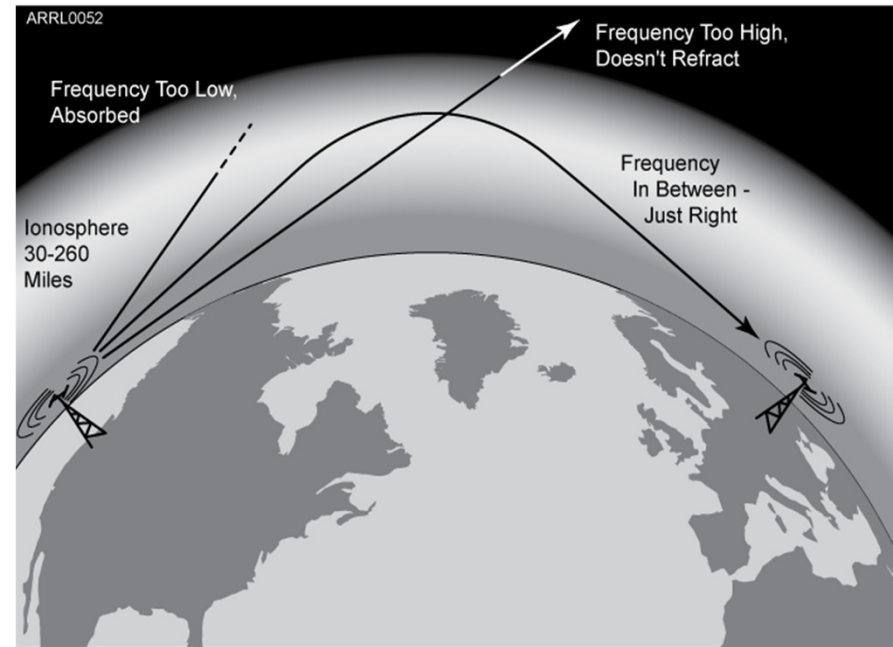 ARRL0052
Frequency Too High,
Doesn't Refract
Frequency Too Low,
Absorbed
Frequency
In Between -
Just Right
Ionosphere
30-260
Miles